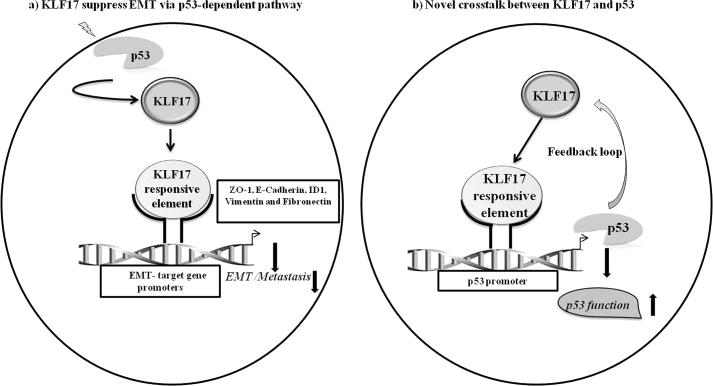 a) KLF17 suppress EMT via p53-dependent pathway
p53
KLF17
KLF17
responsive
element
ZO-1, E-Cadherin, ID1,
Vimentin and Fibronectin
EMT- target gene
promoters
EMT/Metastasis
b) Novel crosstalk between KLF17 and p53
KLF17
Feedback loop
KLF17
responsive
element
p53
p53 promoter
p53 function